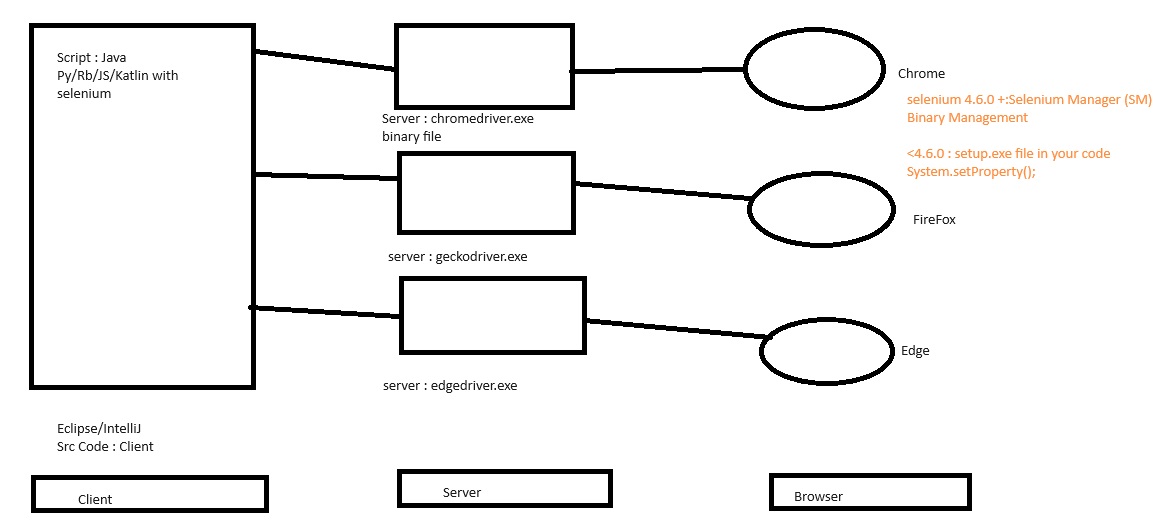 Script : Java
Py/Rb/JS/Katlin with
selenium
Server : chromedriver.exe
binary file
Chrome
selenium 4.6.0 +:Selenium Manager (SM)
Binary Management
<4.6.0 : setup.exe file in your code
System.setProperty();
FireFox
server : geckodriver.exe
Edge
server : edgedriver.exe
Eclipse/IntelliJ
Src Code : Client
Client
Server
Browser